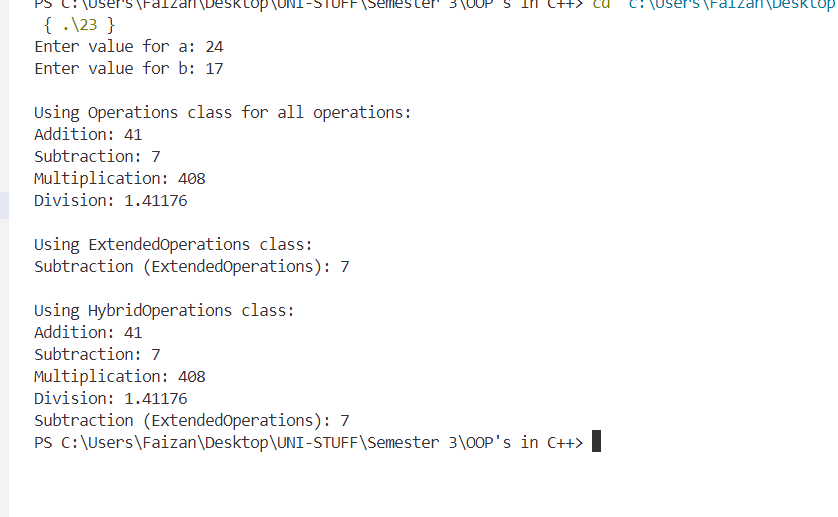 PS C:\Users\Faizan\Desktop\UNI-STUFF\Semester 3\OOP's in C++> cd "c:\Users\Faizan\Desktop
{ .\23 }
Enter value for a: 24
Enter value for b: 17
Using Operations class for all operations:
Addition: 41
Subtraction: 7
Multiplication: 408
Division: 1.41176
Using ExtendedOperations class:
Subtraction (ExtendedOperations): 7
Using HybridOperations class:
Addition: 41
Subtraction: 7
Multiplication: 408
Division: 1.41176
Subtraction (ExtendedOperations): 7
PS C:\Users\Faizan\Desktop\UNI-STUFF\Semester 3\OOP's in C++>